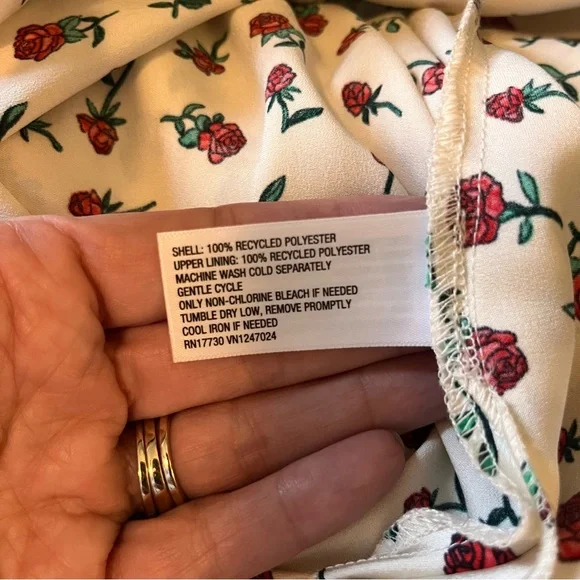 SHELL: 100% RECYCLED POLYESTER
UPPER LINING: 100% RECYCLED POLYESTER
MACHINE WASH COLD SEPARATELY
GENTLE CYCLE
ONLY NON-CHLORINE BLEACH IF NEEDED
TUMBLE DRY LOW, REMOVE PROMPTLY
COOL IRON IF NEEDED
RN17730 VN1247024